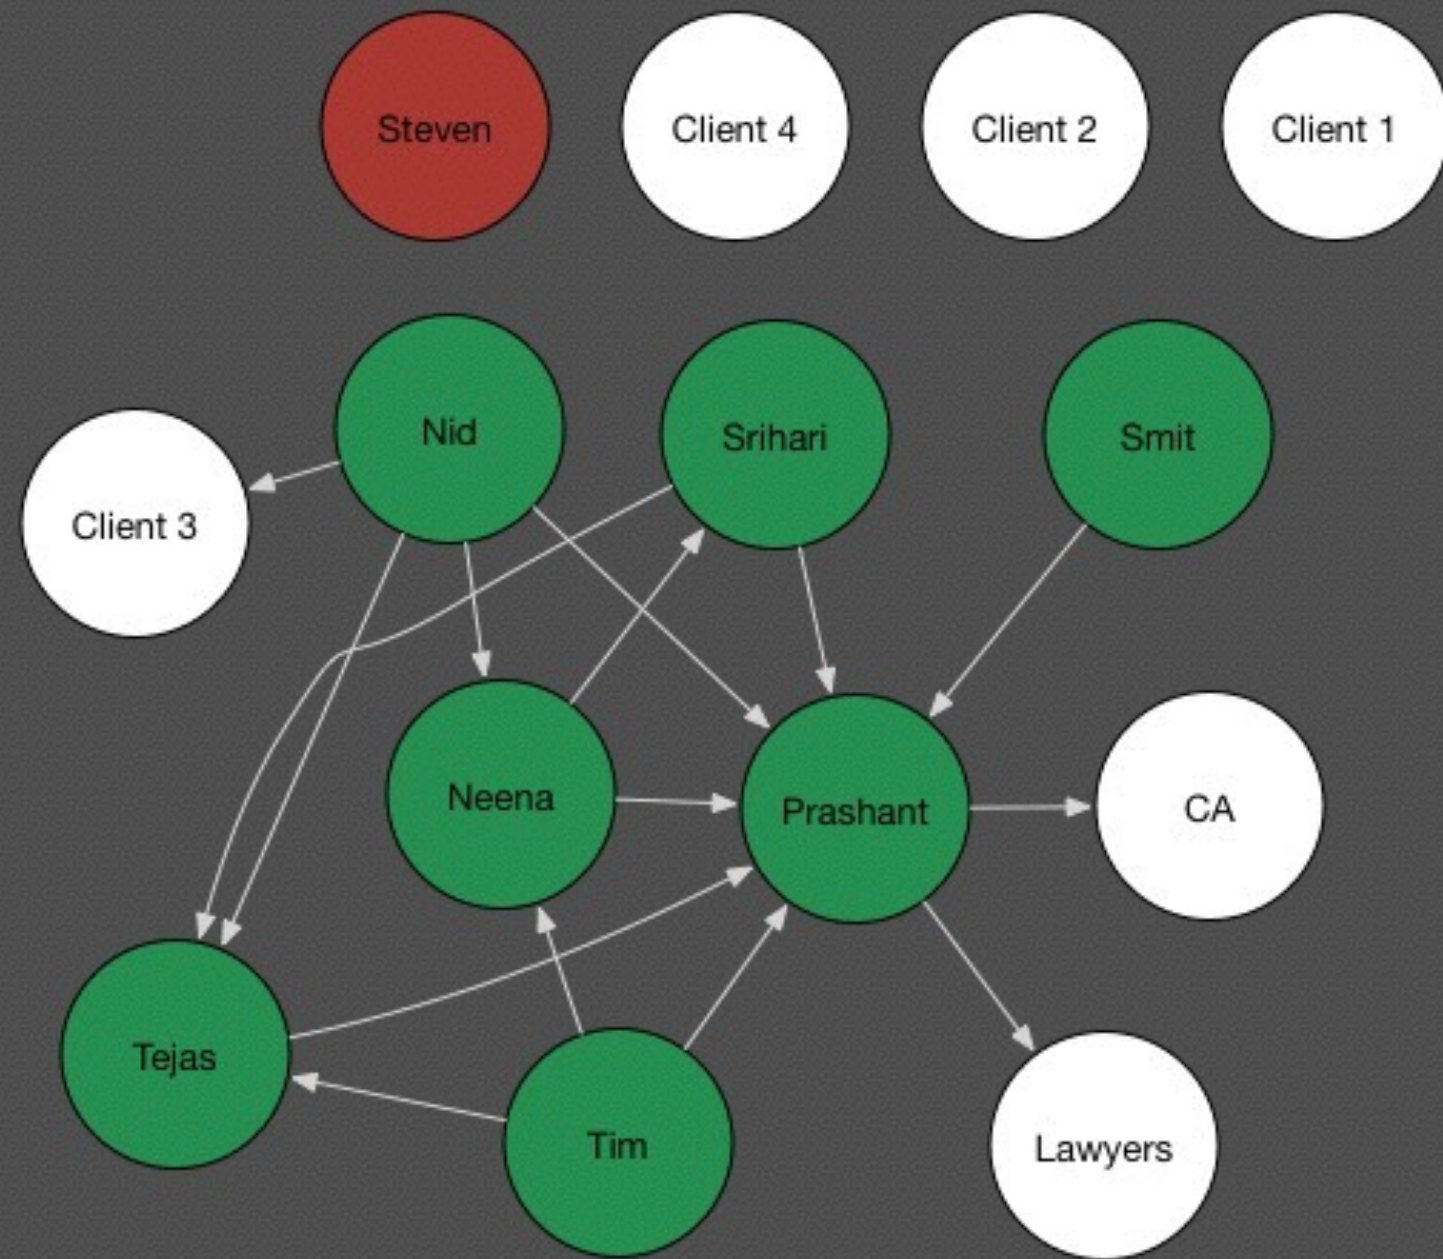 Steven
Client 4
Client 2
Client 1
Nid
Srihari
Smit
Client 3
Neena
Prashant
CA
Tejas
Tim
Lawyers